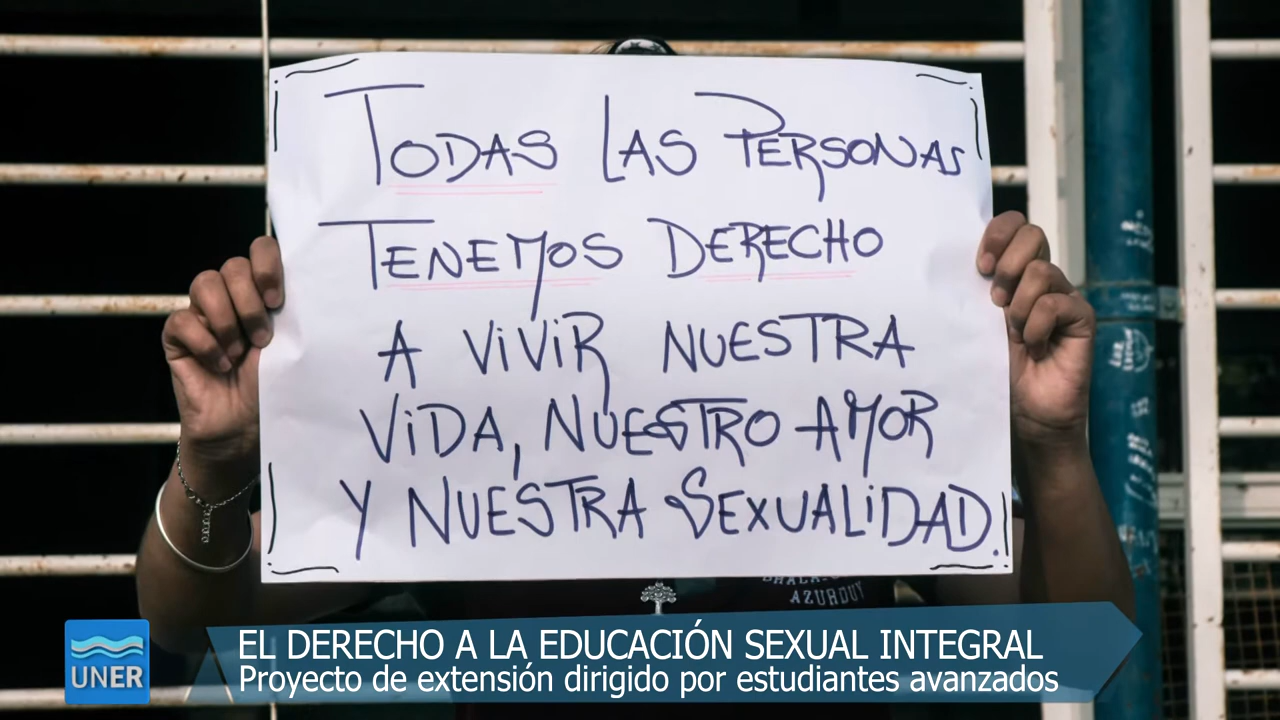 TODAS LAS PERSONAS
TENEMOS DERECHO
A ViViR NUESTRA
ViDA, NUESTRO AMOR
Y NUESTRA SEXUALiDAD.
AZURDUY
UNER
EL DERECHO A LA EDUCACIÓN SEXUAL INTEGRAL
Proyecto de extensión dirigido por estudiantes avanzados